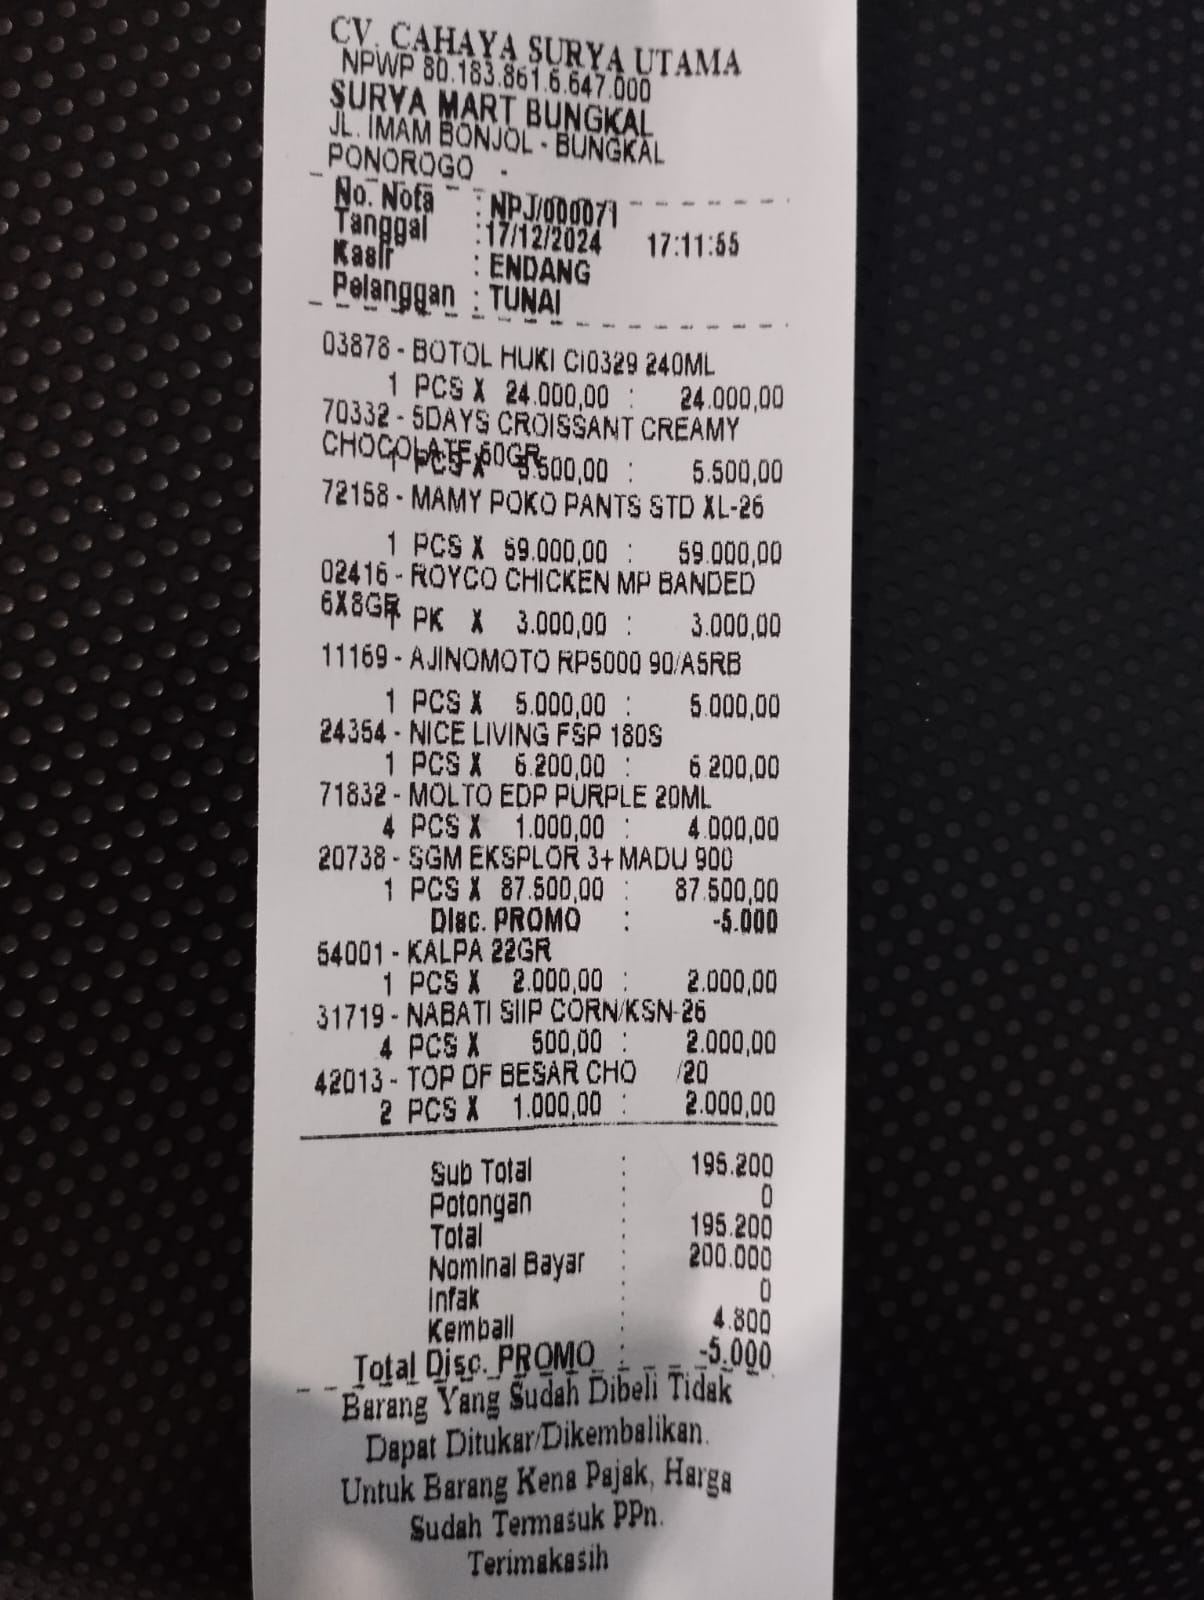 CV. CAHAYA SURYA UTAMA
NPWP 80.183.861.6.647.000
SURYA MART BUNGKAL
JL. IMAM BONJOL - BUNGKAL
PONOROGO -
No. Nota : NPJ/000071
Tanggal : 17/12/2024 17:11:55
Kasir : ENDANG
Pelanggan : TUNAI
03878 - BOTOL HUKI CI0329 240ML
1 PCS X 24.000,00 : 24.000,00
70332 - 5DAYS CROISSANT CREAMY
CHOCOLATE 60GR
1 PCS X 5.500,00 : 5.500,00
72158 - MAMY POKO PANTS STD XL-26
1 PCS X 59.000,00 : 59.000,00
02416 - ROYCO CHICKEN MP BANDED
6X8GR
1 PK X 3.000,00 : 3.000,00
11169 - AJINOMOTO RP5000 90/A5RB
1 PCS X 5.000,00 : 5.000,00
24354 - NICE LIVING FSP 180S
1 PCS X 6.200,00 : 6.200,00
71832 - MOLTO EDP PURPLE 20ML
4 PCS X 1.000,00 : 4.000,00
20738 - SGM EKSPLOR 3+ MADU 900
1 PCS X 87.500,00 : 87.500,00
Disc. PROMO : -5.000
54001 - KALPA 22GR
1 PCS X 2.000,00 : 2.000,00
31719 - NABATI SIIP CORN/KSN-26
4 PCS X 500,00 : 2.000,00
42013 - TOP DF BESAR CHO /20
2 PCS X 1.000,00 : 2.000,00
Sub Total : 195.200
Potongan : 0
Total : 195.200
Nominal Bayar : 200.000
Infak : 0
Kembali : 4.800
Total Disc. PROMO : -5.000
Barang Yang Sudah Dibeli Tidak
Dapat Ditukar/Dikembalikan.
Untuk Barang Kena Pajak, Harga
Sudah Termasuk PPn.
Terimakasih